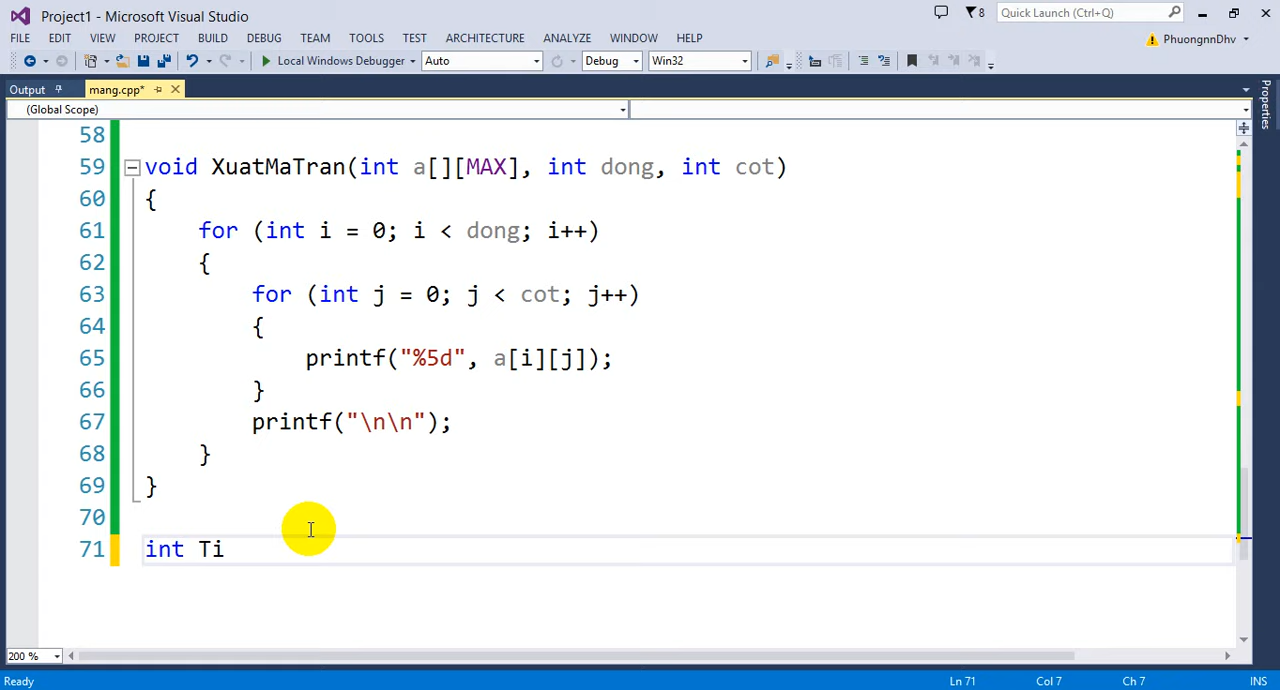 Project1 - Microsoft Visual Studio
8
Quick Launch (Ctrl+Q)
FILE EDIT VIEW PROJECT BUILD DEBUG TEAM TOOLS TEST ARCHITECTURE ANALYZE WINDOW HELP
PhuongnnDhv
Local Windows Debugger Auto Debug Win32
Output mang.cpp*
Properties
(Global Scope)
58
59 void XuatMaTran(int a[][MAX], int dong, int cot)
60 {
61 for (int i = 0; i < dong; i++)
62 {
63 for (int j = 0; j < cot; j++)
64 {
65 printf("%5d", a[i][j]);
66 }
67 printf("\n\n");
68 }
69 }
70
71 int Ti
200 %
Ready Ln 71 Col 7 Ch 7 INS